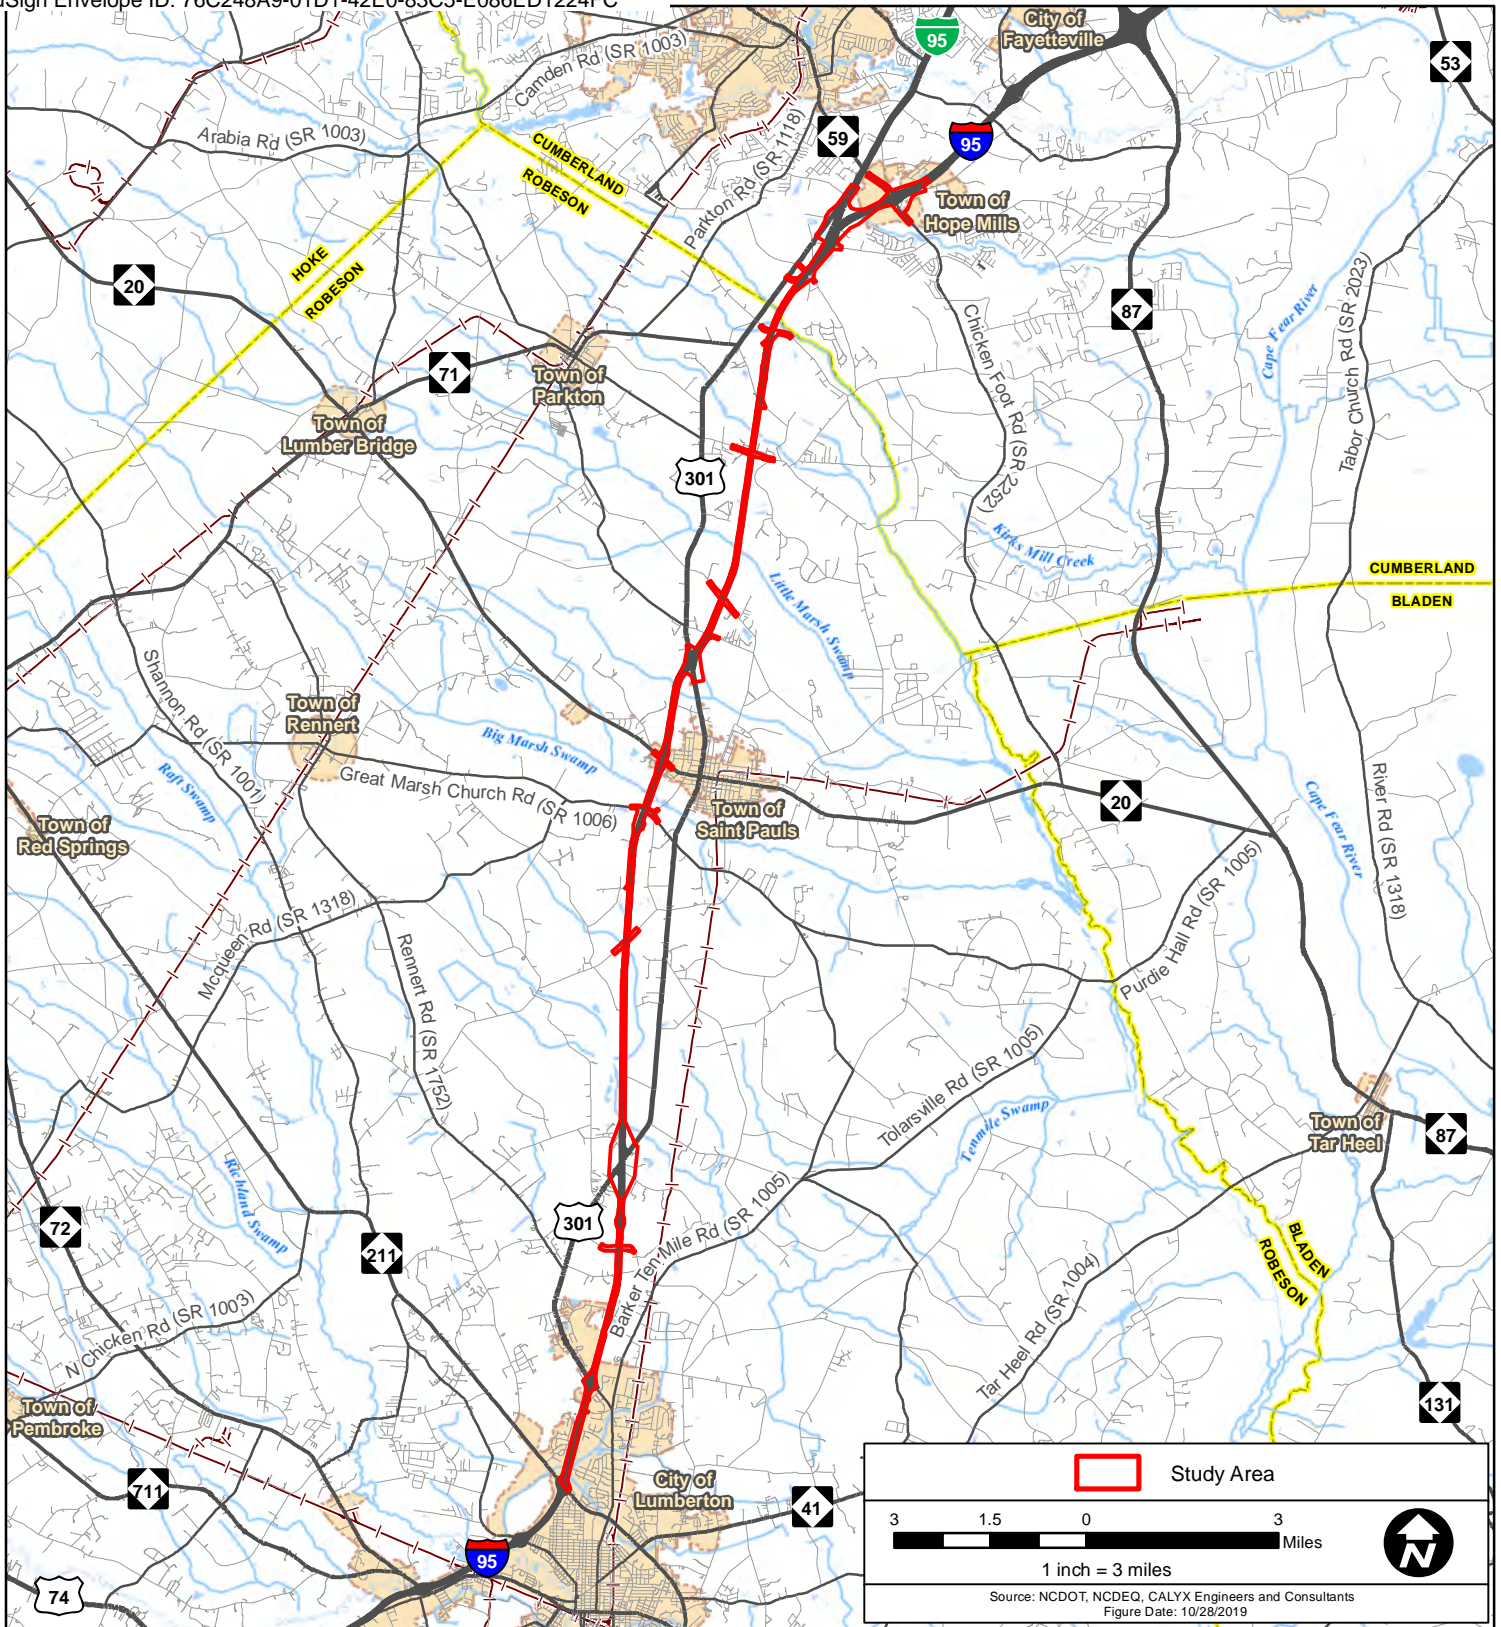 Sign Envelope ID: 76C248A9-01D1-42E0-83C5-E086ED1224FC
City of
Fayetteville
95
53
Camden Rd (SR 1003)
Arabia Rd (SR 1003)
59
95
CUMBERLAND
ROBESON
Parkton Rd (SR 1118)
Town of
Hope Mills
HOKE
ROBESON
20
87
Cape Fear River
Tabor Church Rd (SR 2023)
Chicken Foot Rd (SR 2252)
71
Town of
Parkton
Town of
Lumber Bridge
301
Kirks Mill Creek
CUMBERLAND
BLADEN
Little Marsh Swamp
Shannon Rd (SR 1001)
Town of
Rennert
Big Marsh Swamp
Raft Swamp
Great Marsh Church Rd (SR 1006)
Town of
Saint Pauls
20
Cape Fear River
River Rd (SR 1318)
Town of
Red Springs
Mcqueen Rd (SR 1318)
Rennert Rd (SR 1752)
Purdie Hall Rd (SR 1005)
Tolarsville Rd (SR 1005)
Tenmile Swamp
Town of
Tar Heel
87
Richland Swamp
72
211
301
Barker Ten Mile Rd (SR 1005)
BLADEN
ROBESON
Tar Heel Rd (SR 1004)
N Chicken Rd (SR 1003)
131
Town of
Pembroke
711
City of
Lumberton
41
95
74
Study Area
3 1.5 0 3
Miles
1 inch = 3 miles
N
Source: NCDOT, NCDEQ, CALYX Engineers and Consultants
Figure Date: 10/28/2019